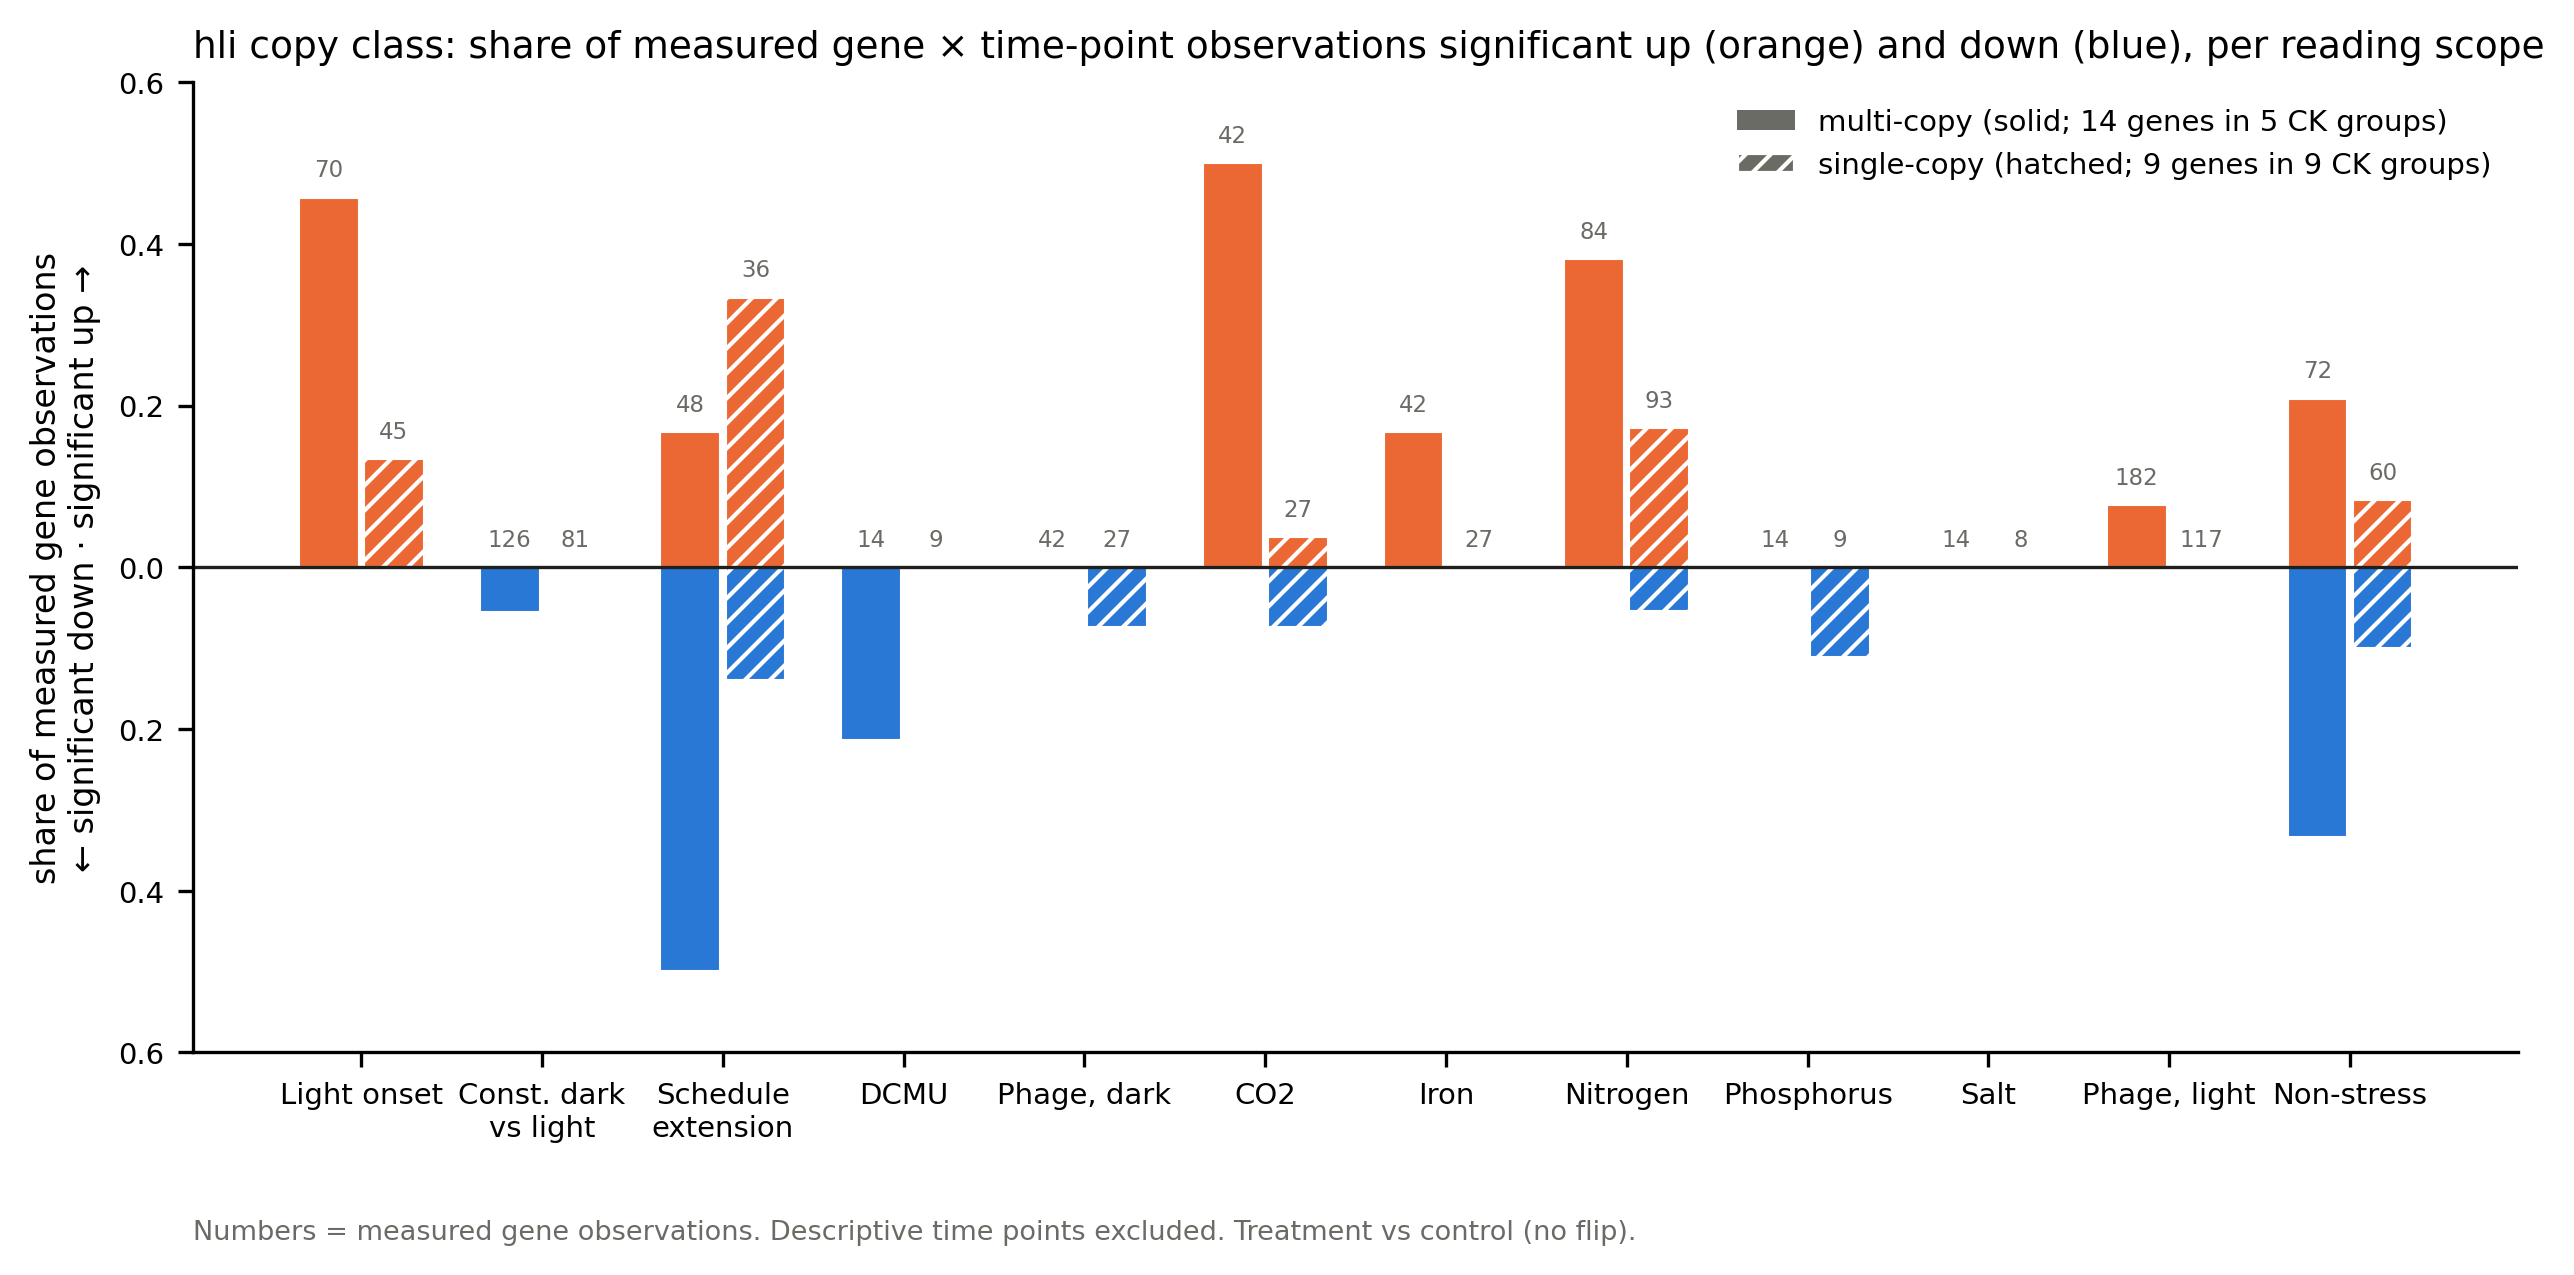 hli copy class: share of measured gene × time-point observations significant up (orange) and down (blue), per reading scope
multi-copy (solid; 14 genes in 5 CK groups)
single-copy (hatched; 9 genes in 9 CK groups)
share of measured gene observations
← significant down · significant up →
0.6
0.4
0.2
0.0
0.2
0.4
0.6
70
45
126
81
48
36
14
9
42
27
42
27
42
27
84
93
14
9
14
8
182
117
72
60
Light onset
Const. dark
vs light
Schedule
extension
DCMU
Phage, dark
CO2
Iron
Nitrogen
Phosphorus
Salt
Phage, light
Non-stress
Numbers = measured gene observations. Descriptive time points excluded. Treatment vs control (no flip).